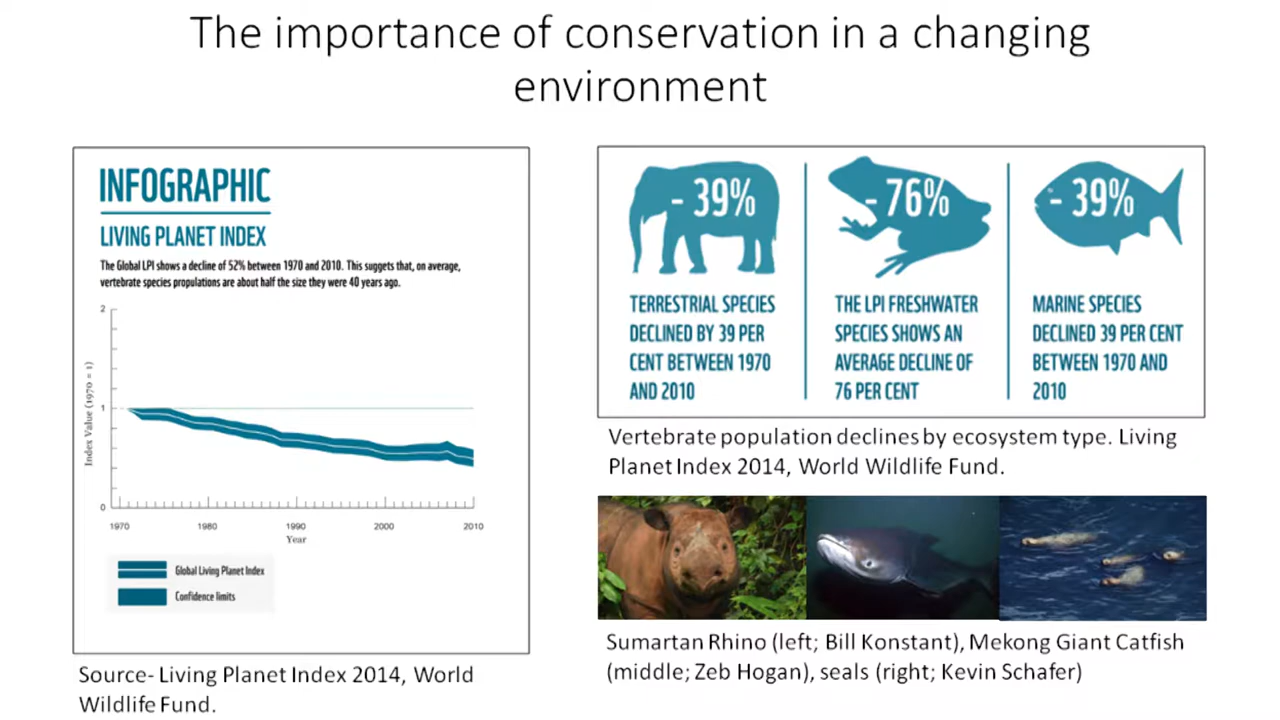 The importance of conservation in a changing
environment
INFOGRAPHIC
LIVING PLANET INDEX
The Global LPI shows a decline of 52% between 1970 and 2010. This suggests that, on average,
vertebrate species propulations are about half the size they were 40 years ago.
2
1
0
Index Value (1970 = 1)
1970 1980 1990 2000 2010
Year
Global Living Planet Index
Confidence limits
Source- Living Planet Index 2014, World
Wildlife Fund.
- 39%
TERRESTRIAL SPECIES
DECLINED BY 39 PER
CENT BETWEEN 1970
AND 2010
- 76%
THE LPI FRESHWATER
SPECIES SHOWS AN
AVERAGE DECLINE OF
76 PER CENT
- 39%
MARINE SPECIES
DECLINED 39 PER CENT
BETWEEN 1970 AND
2010
Vertebrate population declines by ecosystem type. Living
Planet Index 2014, World Wildlife Fund.
Sumartan Rhino (left; Bill Konstant), Mekong Giant Catfish
(middle; Zeb Hogan), seals (right; Kevin Schafer)